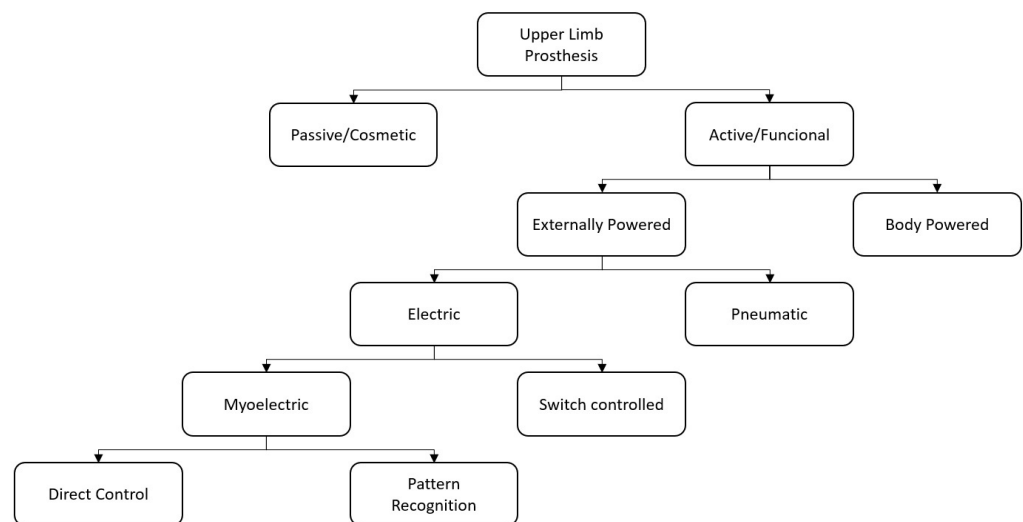 Upper Limb
Prosthesis
Passive/Cosmetic
Active/Funcional
Externally Powered
Body Powered
Electric
Pneumatic
Myoelectric
Switch controlled
Direct Control
Pattern
Recognition